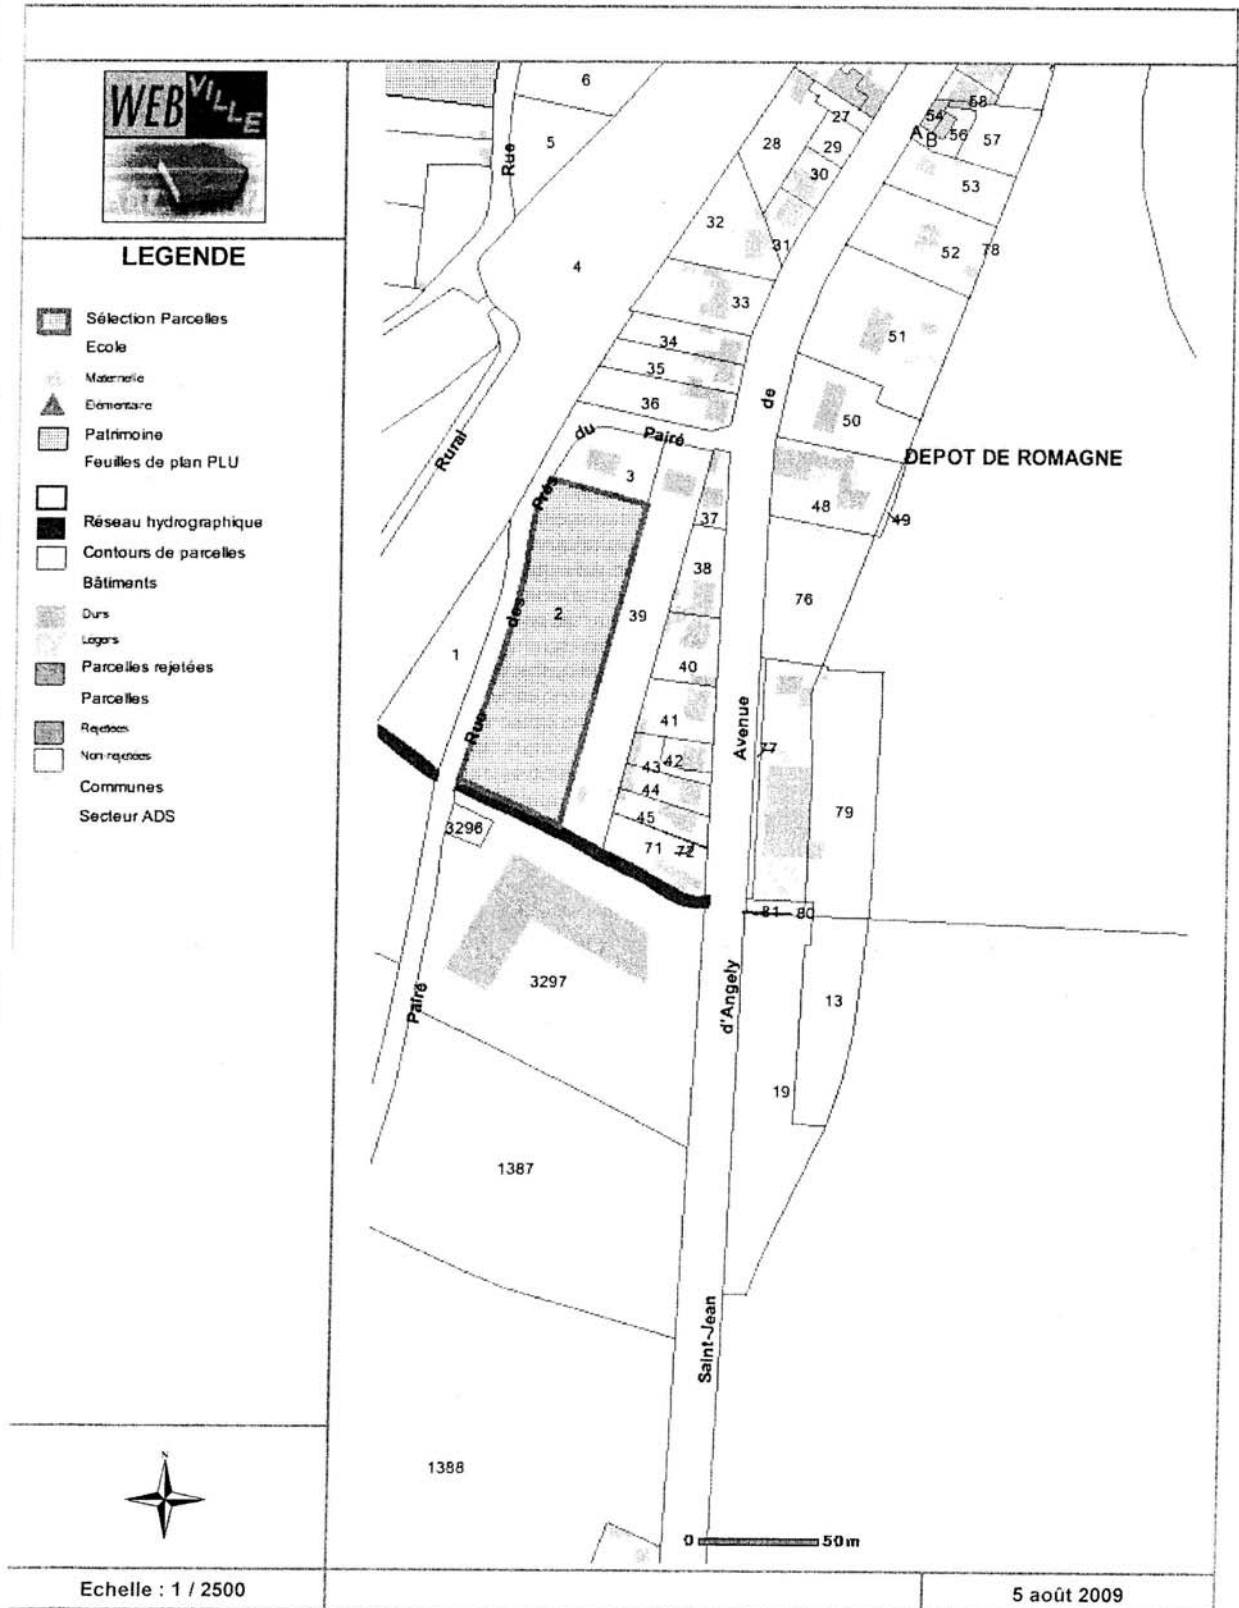 WEB VILLE
LEGENDE
Sélection Parcelles
Ecole
Maternelle
Elémentaire
Patrimoine
Feuilles de plan PLU
Réseau hydrographique
Contours de parcelles
Bâtiments
Durs
Légers
Parcelles rejetées
Parcelles
Rejetées
Non-rejetées
Communes
Secteur ADS
N
Echelle : 1 / 2500
6
5
Rue
4
Rural
28
27
29
30
31
32
33
34
35
36
54
A
B
56
58
57
53
52
78
51
50
DEPOT DE ROMAGNE
48
49
76
Rue des Prés du Pairé
3
2
1
37
38
39
40
41
42
43
44
45
71
72
77
79
81
80
3296
3297
Pairé
13
19
1387
1388
Avenue de
Saint-Jean d'Angely
0
50m
5 août 2009